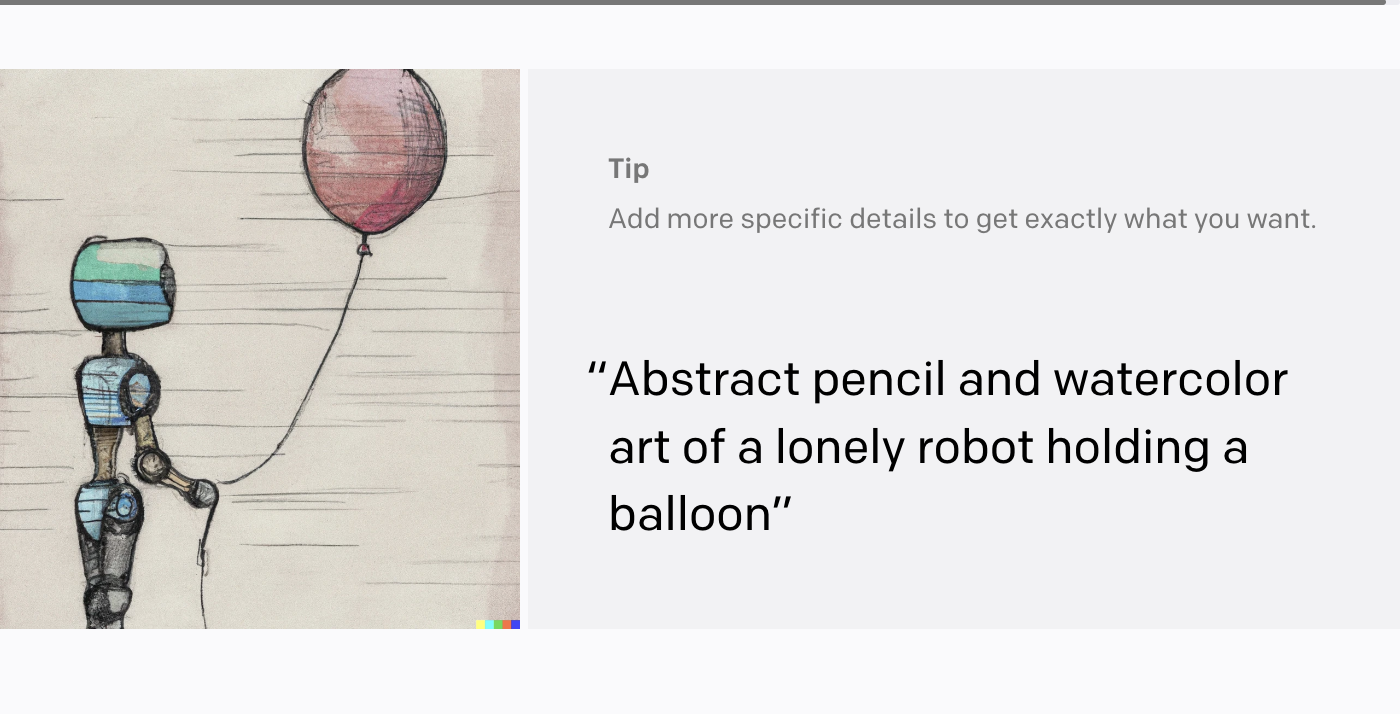 Tip
Add more specific details to get exactly what you want.
“Abstract pencil and watercolor
art of a lonely robot holding a
balloon”